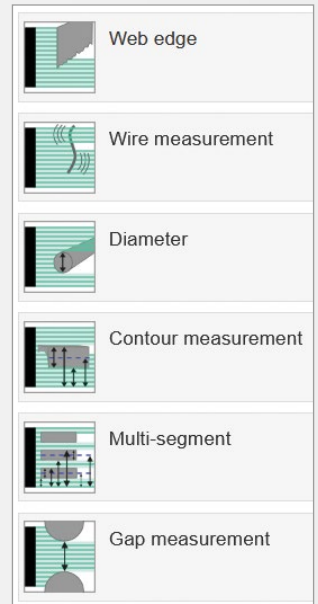 Web edge
Wire measurement
Diameter
Contour measurement
Multi-segment
Gap measurement